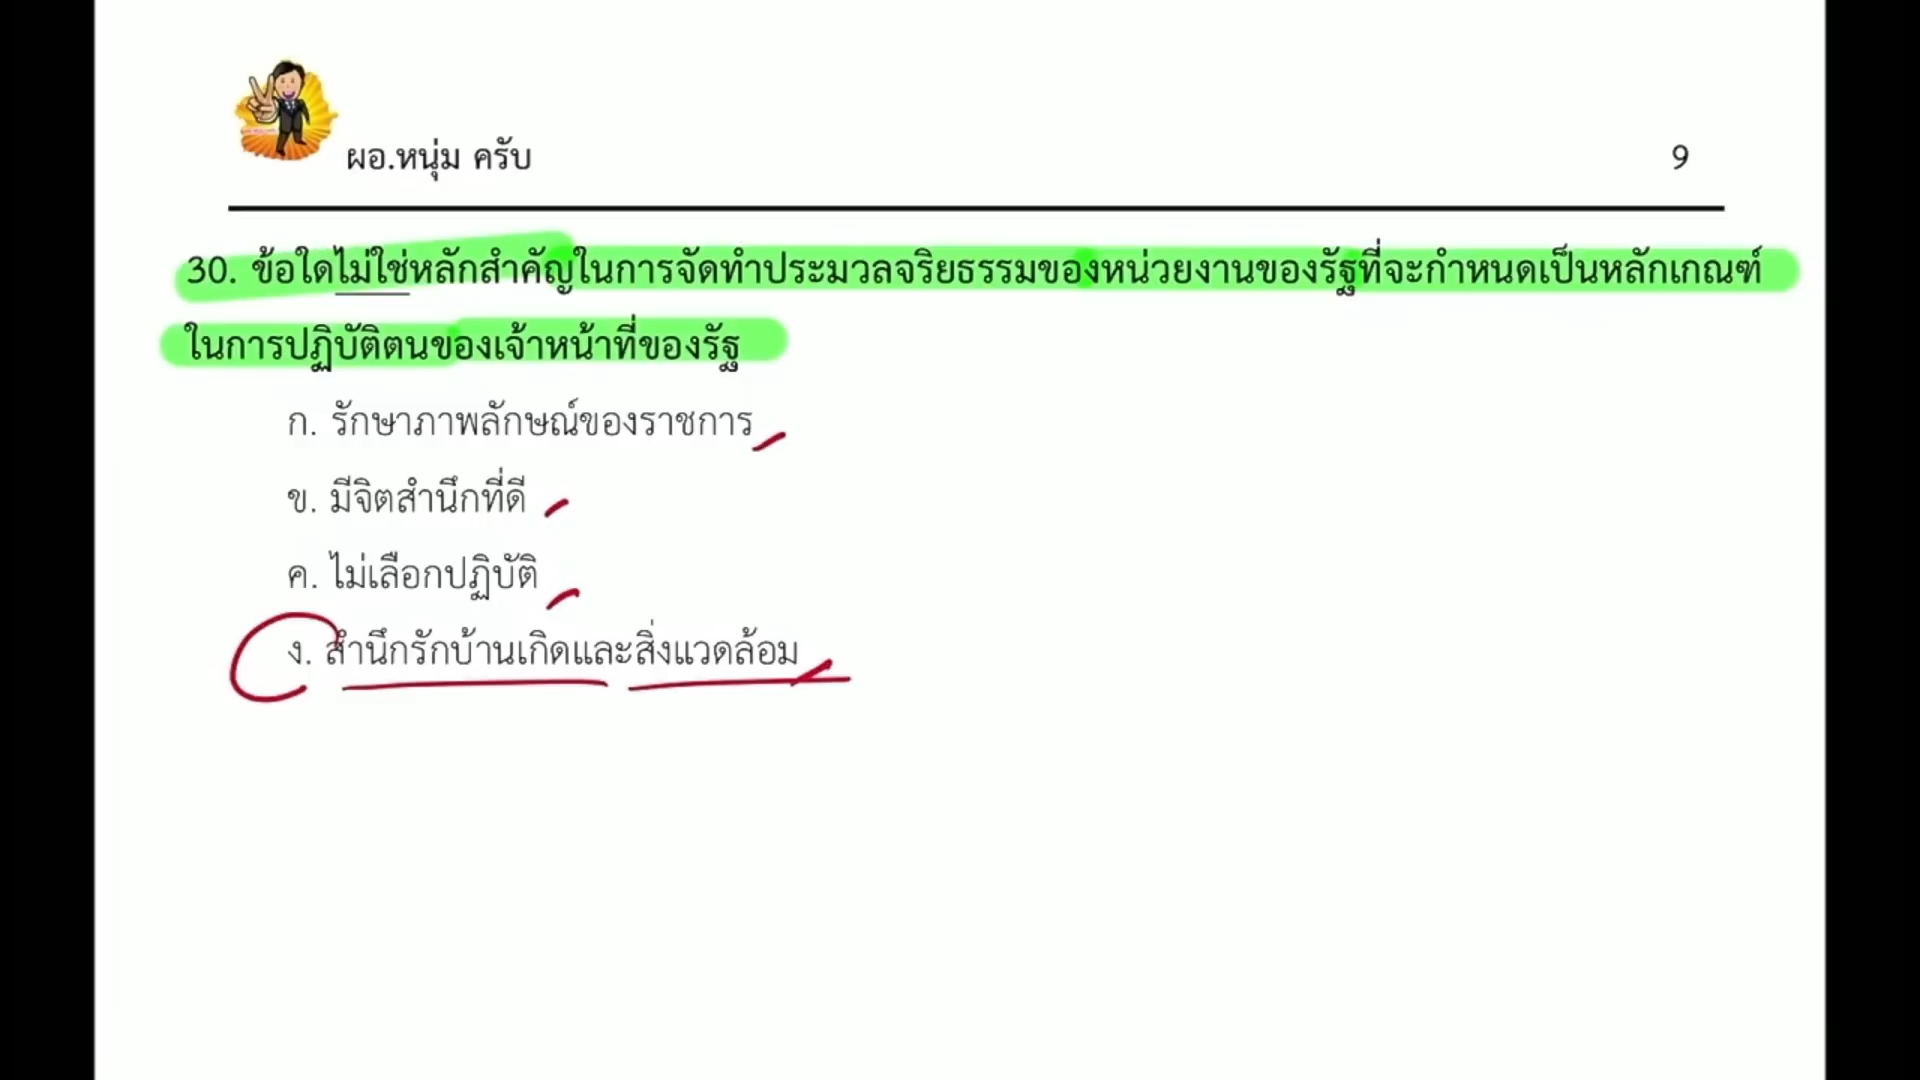 ผอ.หนุ่ม ครับ
9
30. ข้อใดไม่ใช่หลักสำคัญในการจัดทำประมวลจริยธรรมของหน่วยงานของรัฐที่จะกำหนดเป็นหลักเกณฑ์
ในการปฏิบัติตนของเจ้าหน้าที่ของรัฐ
ก. รักษาภาพลักษณ์ของราชการ
ข. มีจิตสำนึกที่ดี
ค. ไม่เลือกปฏิบัติ
ง. สำนึกรักบ้านเกิดและสิ่งแวดล้อม